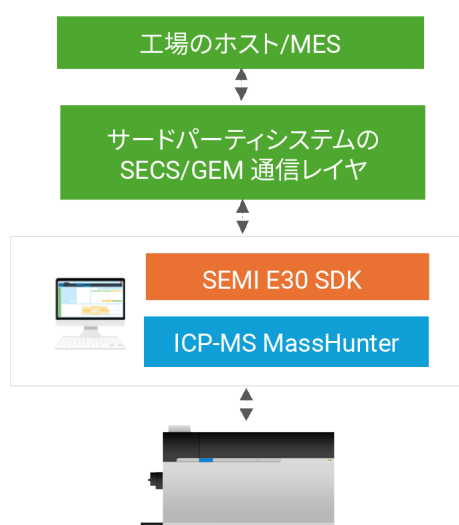 工場のホスト/MES
サードパーティシステムの
SECS/GEM 通信レイヤ
SEMI E30 SDK
ICP-MS MassHunter